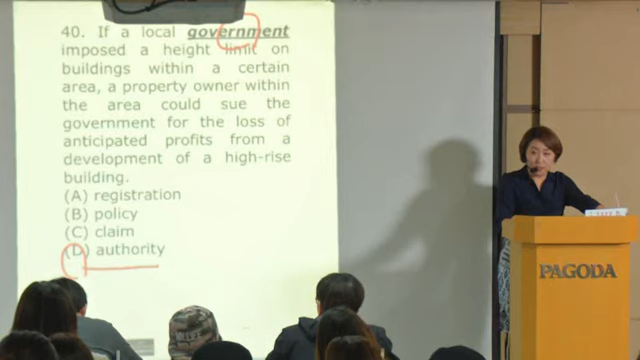 40. If a local government
imposed a height limit on
buildings within a certain
area, a property owner within
the area could sue the
government for the loss of
anticipated profits from a
development of a high-rise
building.
(A) registration
(B) policy
(C) claim
(D) authority
PAGODA